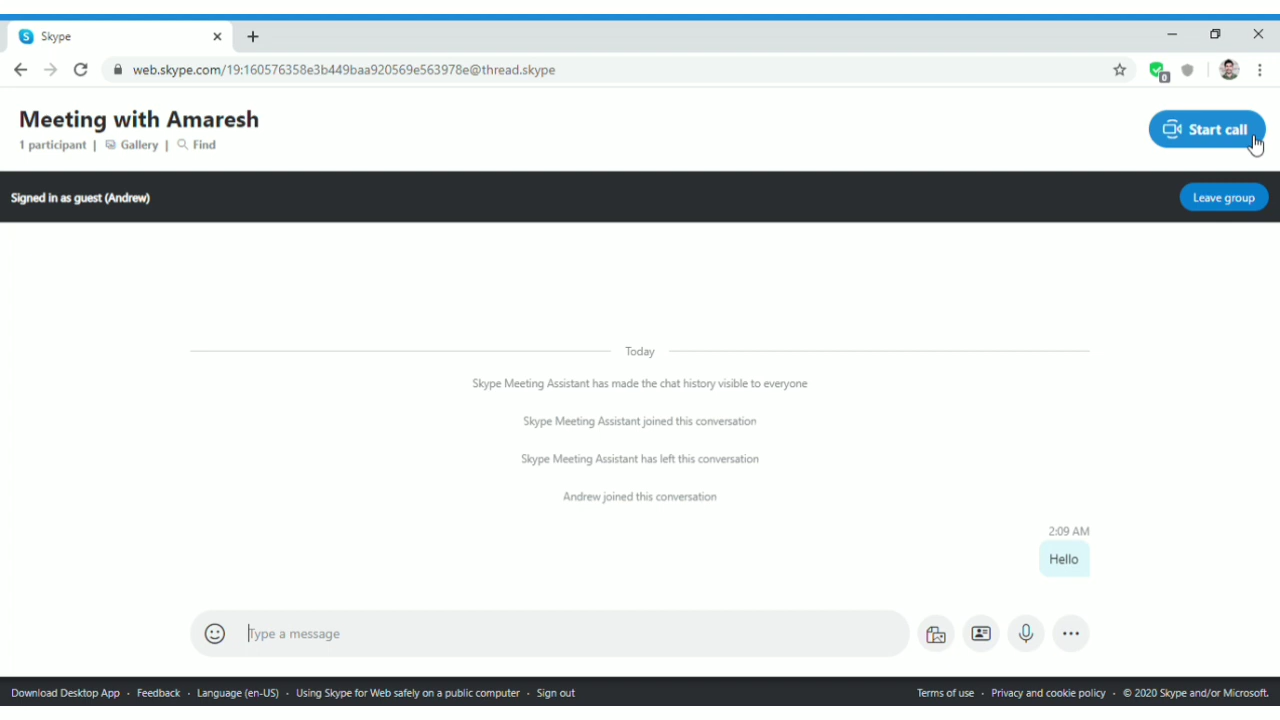 Skype
web.skype.com/19:160576358e3b449baa920569e563978e@thread.skype
0
Meeting with Amaresh
1 participant | Gallery | Find
Start call
Signed in as guest (Andrew)
Leave group
Today
Skype Meeting Assistant has made the chat history visible to everyone
Skype Meeting Assistant joined this conversation
Skype Meeting Assistant has left this conversation
Andrew joined this conversation
2:09 AM
Hello
Type a message
Download Desktop App · Feedback · Language (en-US) · Using Skype for Web safely on a public computer · Sign out
Terms of use · Privacy and cookie policy · © 2020 Skype and/or Microsoft.